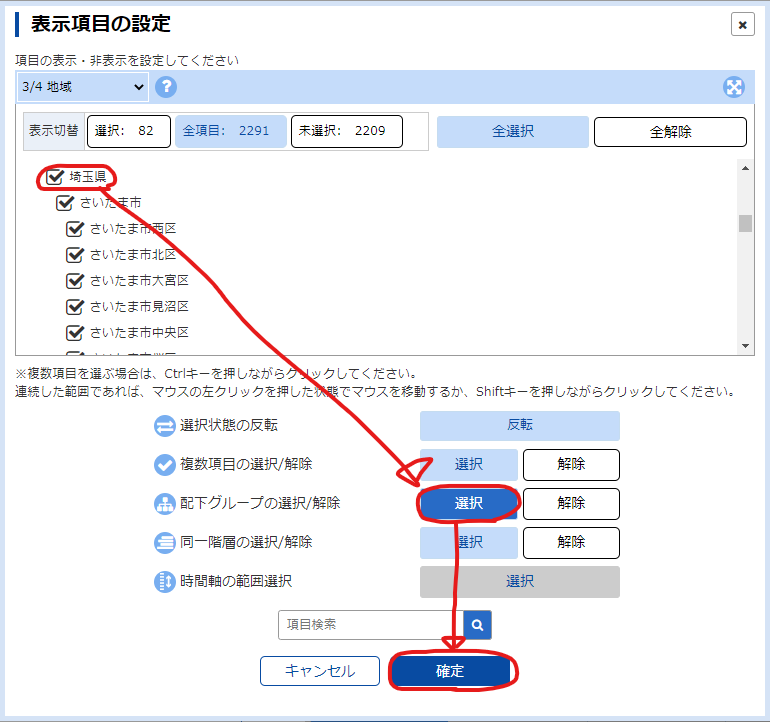 表示項目の設定
項目の表示・非表示を設定してください
3/4 地域
?
表示切替 選択: 82 全項目: 2291 未選択: 2209 全選択 全解除
埼玉県
さいたま市
さいたま市西区
さいたま市北区
さいたま市大宮区
さいたま市見沼区
さいたま市中央区
※複数項目を選ぶ場合は、Ctrlキーを押しながらクリックしてください。
連続した範囲であれば、マウスの左クリックを押した状態でマウスを移動するか、Shiftキーを押しながらクリックしてください。
選択状態の反転 反転
複数項目の選択/解除 選択 解除
配下グループの選択/解除 選択 解除
同一階層の選択/解除 選択 解除
時間軸の範囲選択 選択
項目検索
キャンセル 確定